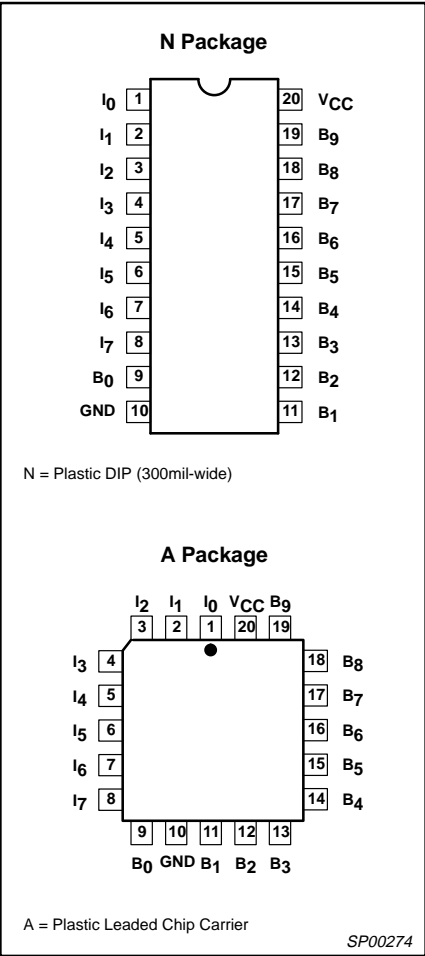 N Package
I0 1 20 VCC
I1 2 19 B9
I2 3 18 B8
I3 4 17 B7
I4 5 16 B6
I5 6 15 B5
I6 7 14 B4
I7 8 13 B3
B0 9 12 B2
GND 10 11 B1
N = Plastic DIP (300mil-wide)
A Package
I2 I1 I0 VCC B9
3 2 1 20 19
I3 4 18 B8
I4 5 17 B7
I5 6 16 B6
I6 7 15 B5
I7 8 14 B4
9 10 11 12 13
B0 GND B1 B2 B3
A = Plastic Leaded Chip Carrier
SP00274